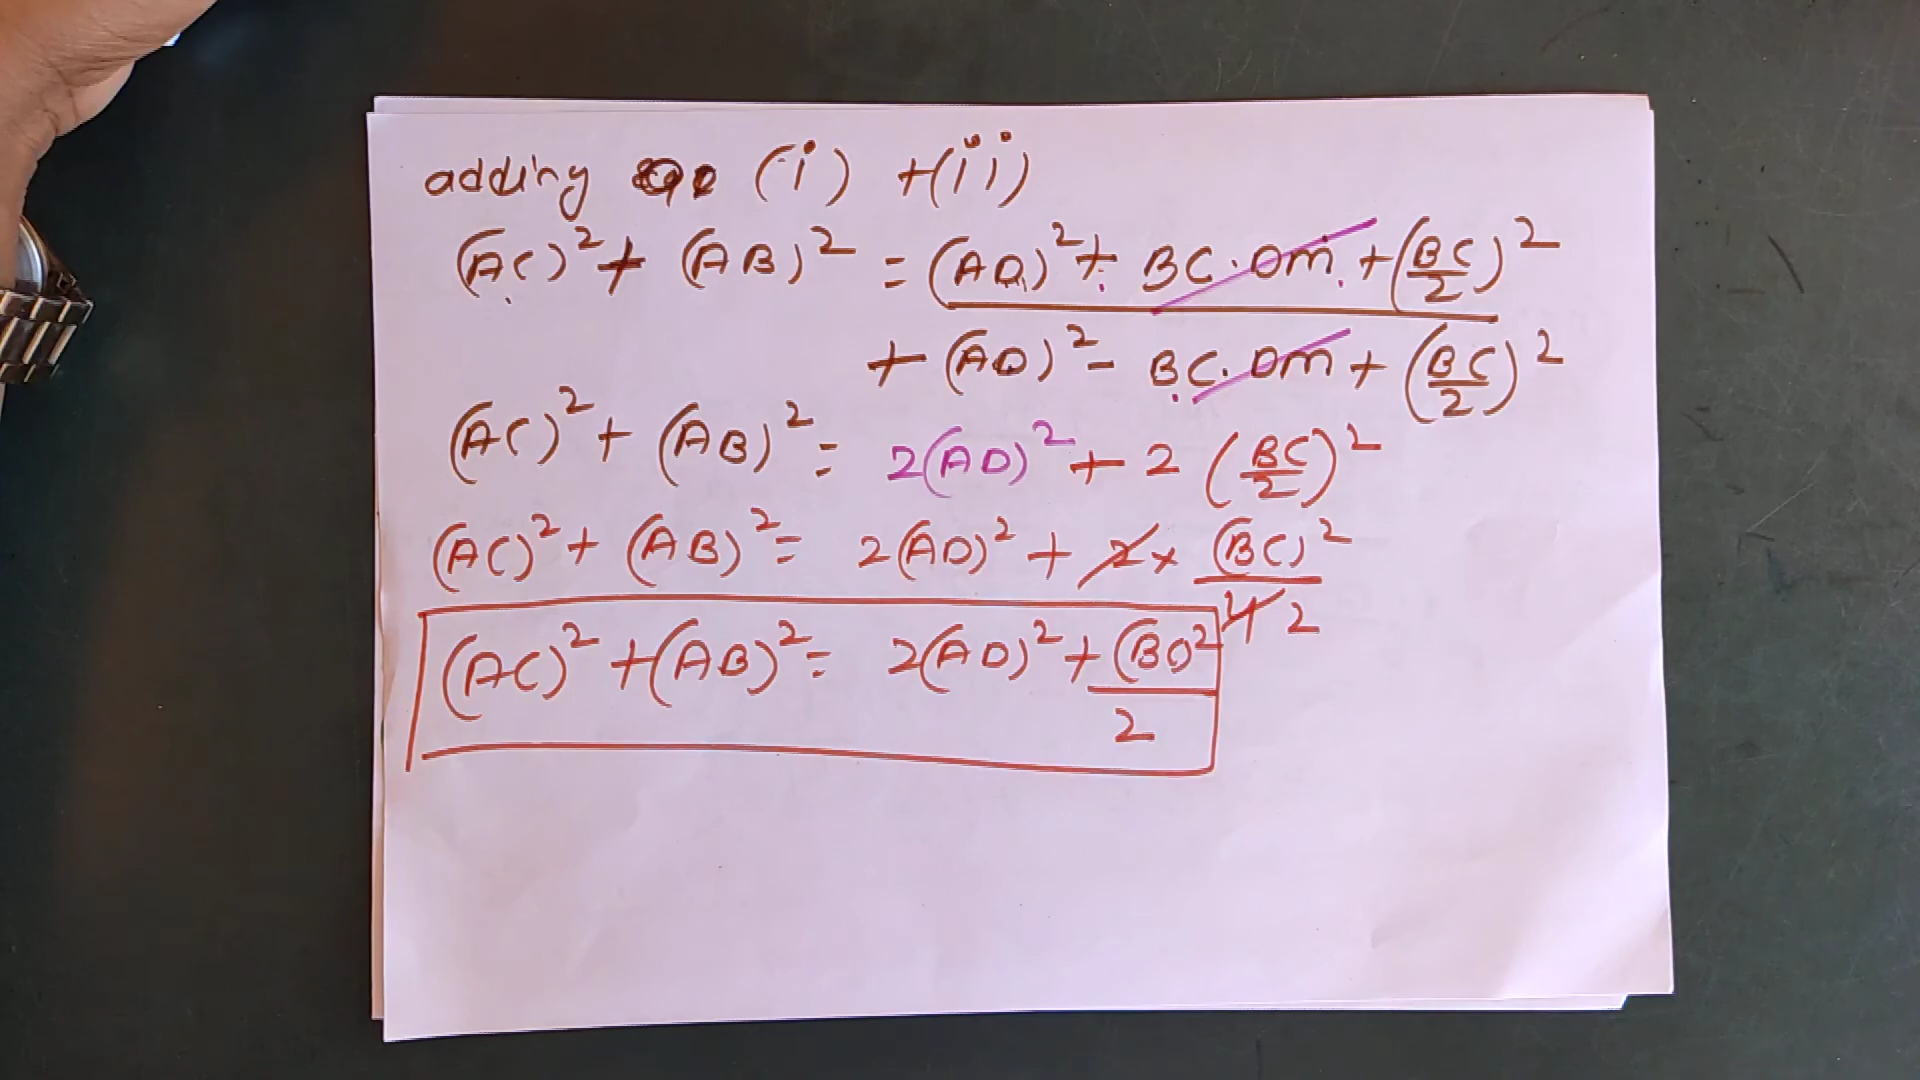 adding (i) + (ii)
(AC)² + (AB)² = (AD)² + BC · DM + (BC/2)²
+ (AD)² - BC · DM + (BC/2)²
(AC)² + (AB)² = 2(AD)² + 2 (BC/2)²
(AC)² + (AB)² = 2(AD)² + 2 × (BC)²/4 2
(AC)² + (AB)² = 2(AD)² + (BC)²/2